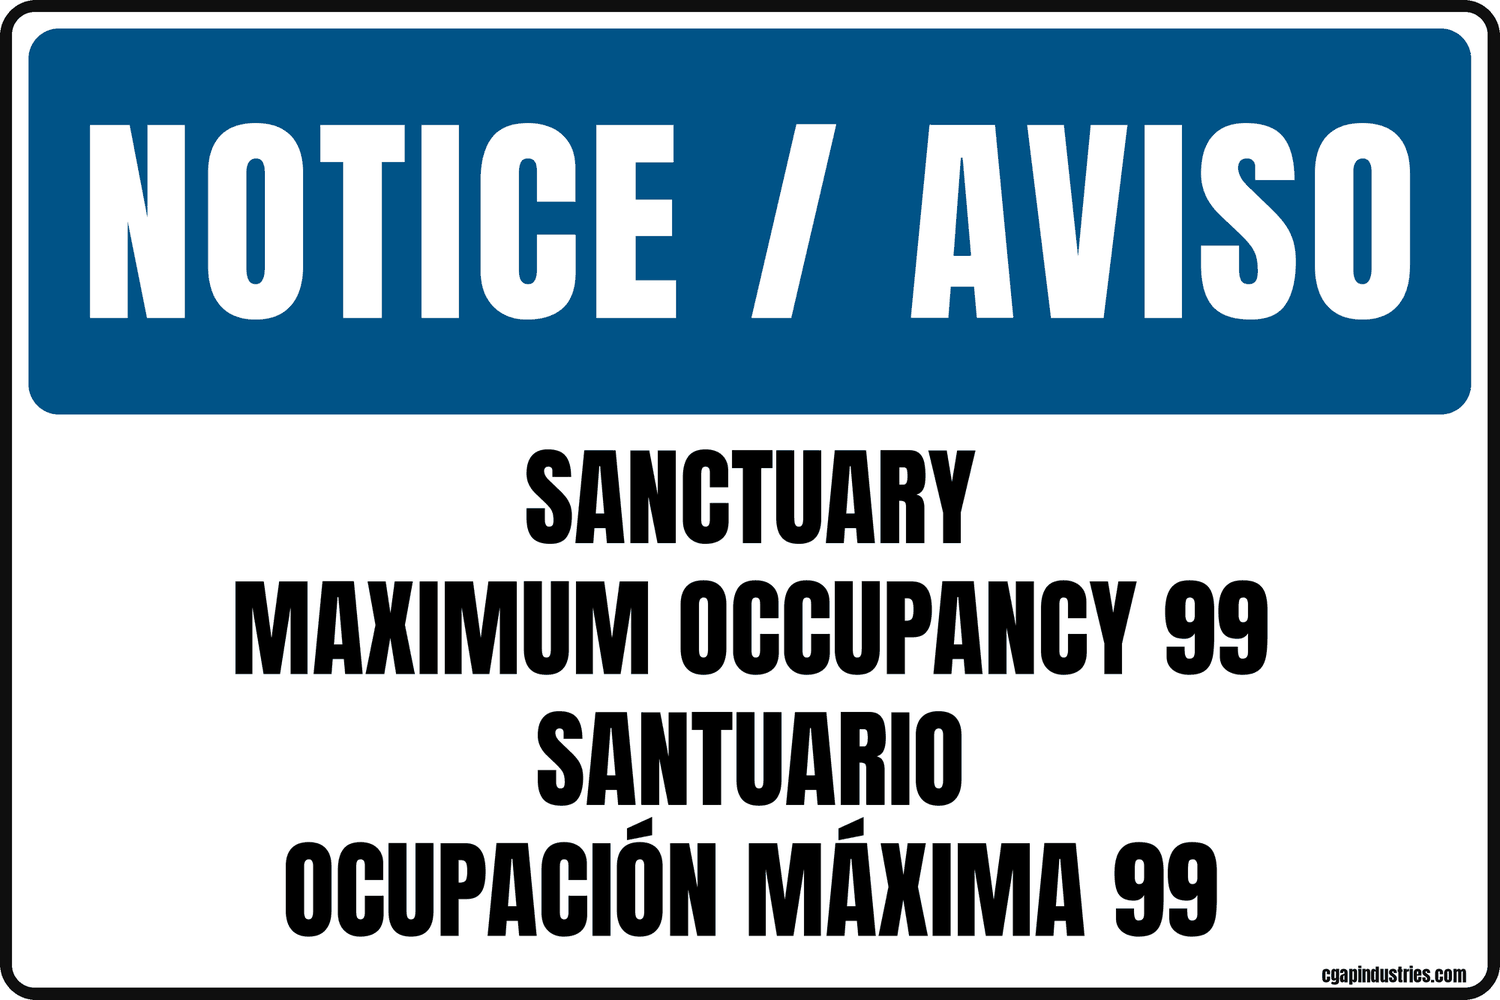 NOTICE / AVISO
SANCTUARY
MAXIMUM OCCUPANCY 99
SANTUARIO
OCUPACIÓN MÁXIMA 99
cgapindustries.com